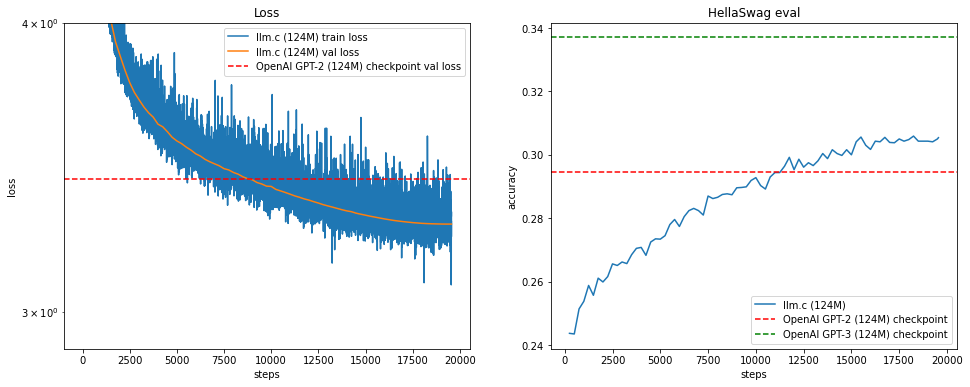 Loss
4 × 10⁰
3 × 10⁰
loss
0
2500
5000
7500
10000
12500
15000
17500
20000
steps
llm.c (124M) train loss
llm.c (124M) val loss
OpenAI GPT-2 (124M) checkpoint val loss
HellaSwag eval
0.34
0.32
0.30
0.28
0.26
0.24
accuracy
0
2500
5000
7500
10000
12500
15000
17500
20000
steps
llm.c (124M)
OpenAI GPT-2 (124M) checkpoint
OpenAI GPT-3 (124M) checkpoint